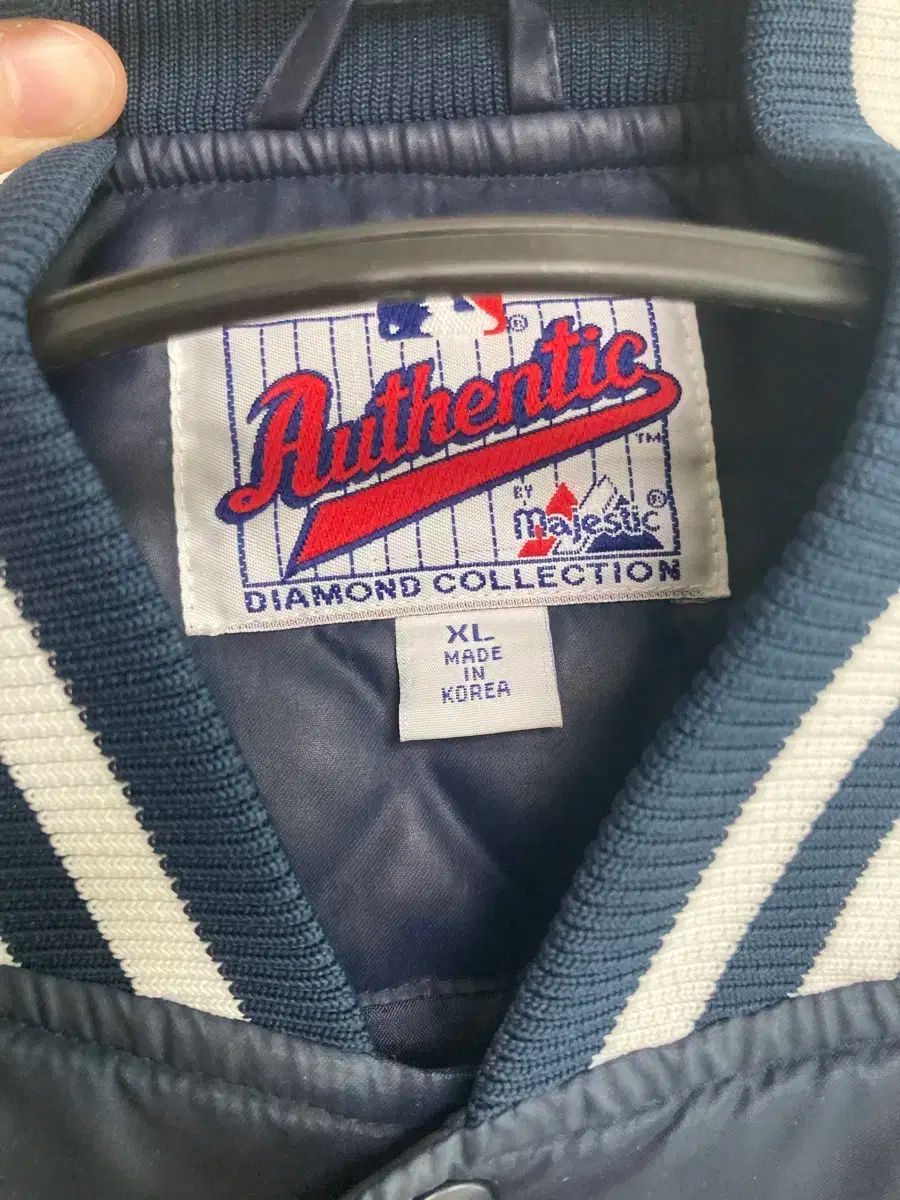 ®
Authentic
TM
BY
majestic®
DIAMOND COLLECTION
XL
MADE
IN
KOREA